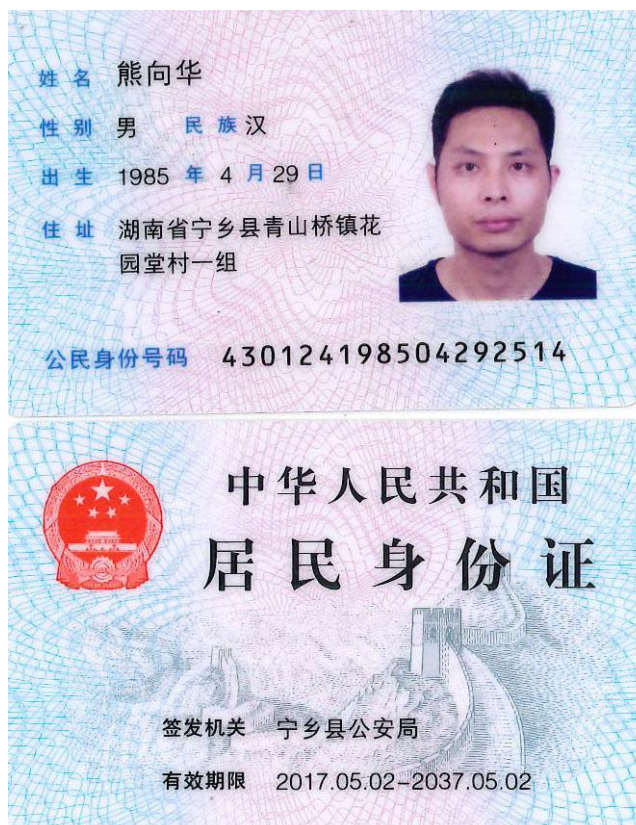 姓名 熊向华
性别 男 民族 汉
出生 1985 年 4 月 29 日
住址 湖南省宁乡县青山桥镇花
园堂村一组
公民身份号码 430124198504292514
中华人民共和国
居民身份证
签发机关 宁乡县公安局
有效期限 2017.05.02-2037.05.02